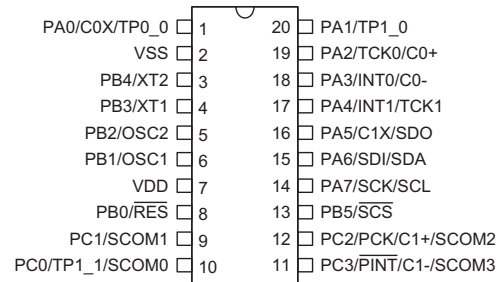 PA0/C0X/TP0_0 1 20 PA1/TP1_0
VSS 2 19 PA2/TCK0/C0+
PB4/XT2 3 18 PA3/INT0/C0-
PB3/XT1 4 17 PA4/INT1/TCK1
PB2/OSC2 5 16 PA5/C1X/SDO
PB1/OSC1 6 15 PA6/SDI/SDA
VDD 7 14 PA7/SCK/SCL
PB0/RES 8 13 PB5/SCS
PC1/SCOM1 9 12 PC2/PCK/C1+/SCOM2
PC0/TP1_1/SCOM0 10 11 PC3/PINT/C1-/SCOM3